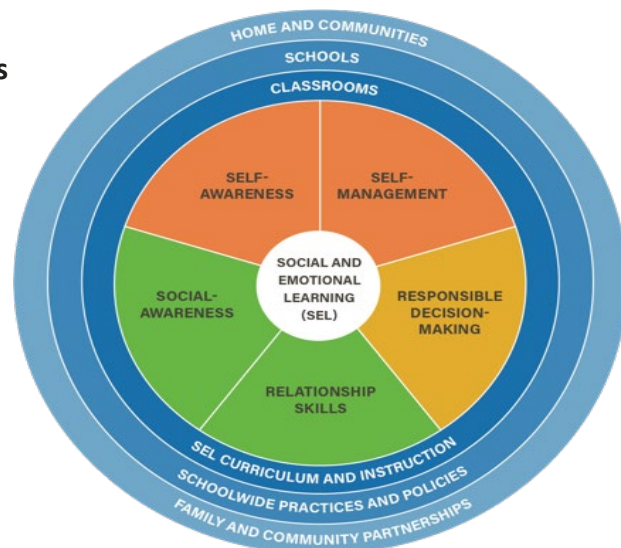 s
HOME AND COMMUNITIES
SCHOOLS
CLASSROOMS
SELF-
AWARENESS
SELF-
MANAGEMENT
SOCIAL AND
EMOTIONAL
LEARNING
(SEL)
SOCIAL-
AWARENESS
RESPONSIBLE
DECISION-
MAKING
RELATIONSHIP
SKILLS
SEL CURRICULUM AND INSTRUCTION
SCHOOLWIDE PRACTICES AND POLICIES
FAMILY AND COMMUNITY PARTNERSHIPS